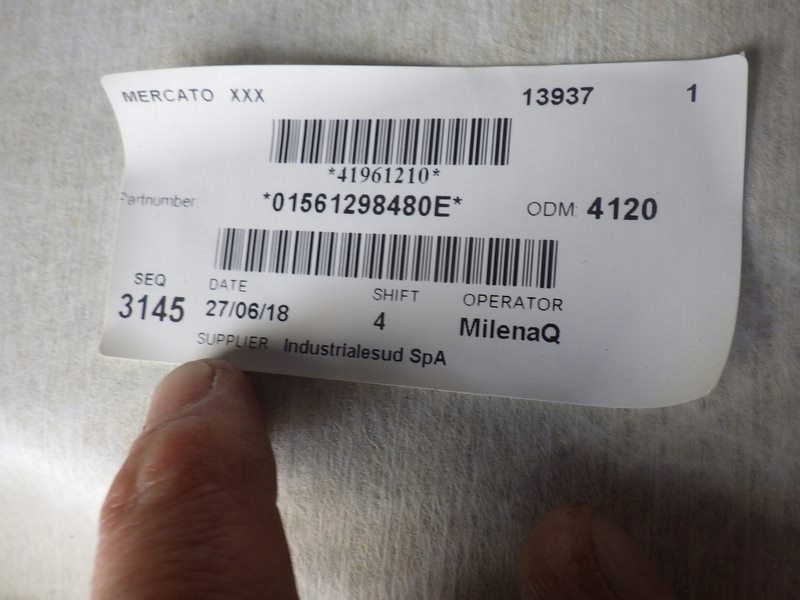 MERCATO XXX 13937 1
*41961210*
Partnumber: *01561298480E* ODM: 4120
SEQ DATE SHIFT OPERATOR
3145 27/06/18 4 MilenaQ
SUPPLIER Industrialesud SpA